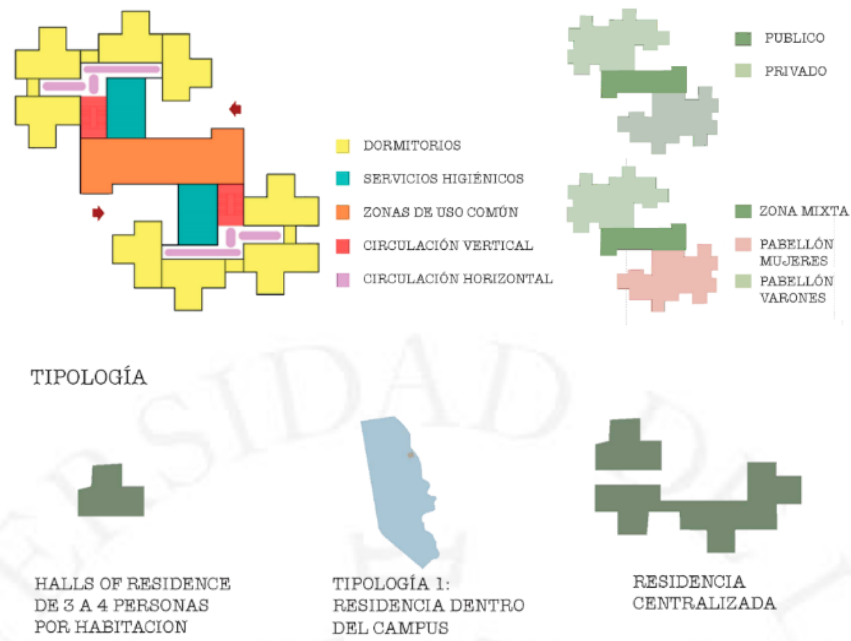 DORMITORIOS
SERVICIOS HIGIÉNICOS
ZONAS DE USO COMÚN
CIRCULACIÓN VERTICAL
CIRCULACIÓN HORIZONTAL
PUBLICO
PRIVADO
ZONA MIXTA
PABELLÓN
MUJERES
PABELLÓN
VARONES
TIPOLOGÍA
HALLS OF RESIDENCE
DE 3 A 4 PERSONAS
POR HABITACION
TIPOLOGÍA 1:
RESIDENCIA DENTRO
DEL CAMPUS
RESIDENCIA
CENTRALIZADA